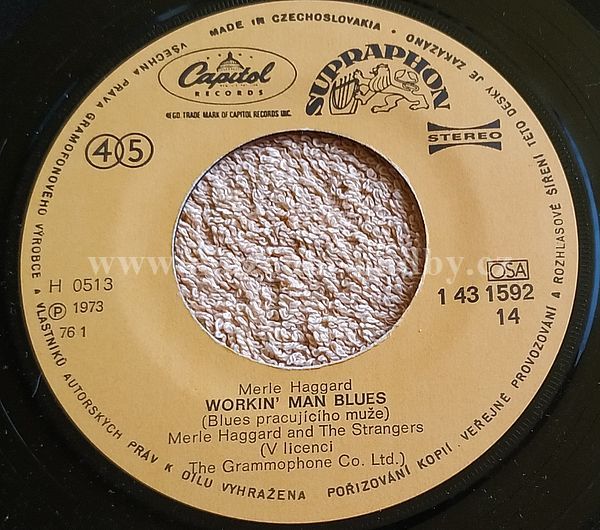 MADE IN CZECHOSLOVAKIA • VŠECHNA PRÁVA GRAMOFONOVÉHO VÝROBCE A VLASTNÍKŮ AUTORSKÝCH PRÁV K DÍLU VYHRAŽENA POŘIZOVÁNÍ KOPIÍ, VEŘEJNÉ PROVOZOVÁNÍ A ROZHLASOVÉ ŠÍŘENÍ TÉTO DESKY JE ZAKÁZÁNO •
Capitol
RECORDS
REG. TRADE MARK OF CAPITOL RECORDS INC.
SUPRAPHON
45
STEREO
OSA
H 0513
Ⓟ 1973
76 1
1 43 1592
14
Merle Haggard
WORKIN' MAN BLUES
(Blues pracujícího muže)
Merle Haggard and The Strangers
(V licenci
The Grammophone Co. Ltd.)